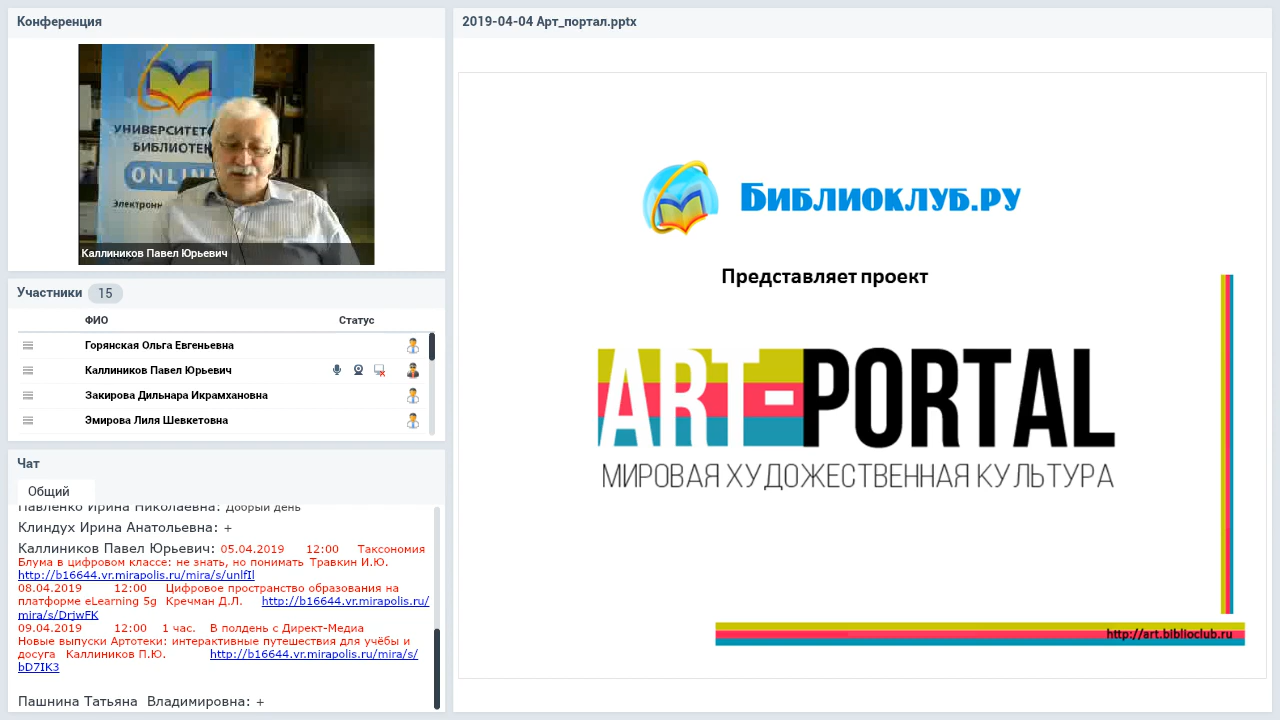 Конференция
УНИВЕРСИТЕТ
БИБЛИОТЕК
ONLINE
Электронн
Каллиников Павел Юрьевич
Участники 15
ФИО Статус
Горянская Ольга Евгеньевна
Каллиников Павел Юрьевич
Закирова Дильнара Икрамхановна
Эмирова Лиля Шевкетовна
Чат
Общий
Павленко Ирина Николаевна: Добрый день
Клиндух Ирина Анатольевна: +
Каллиников Павел Юрьевич: 05.04.2019 12:00 Таксономия
Блума в цифровом классе: не знать, но понимать Травкин И.Ю.
http://b16644.vr.mirapolis.ru/mira/s/unlfIl
08.04.2019 12:00 Цифровое пространство образования на
платформе eLearning 5g Кречман Д.Л. http://b16644.vr.mirapolis.ru/
mira/s/DrjwFK
09.04.2019 12:00 1 час. В полдень с Директ-Медиа
Новые выпуски Артотеки: интерактивные путешествия для учёбы и
досуга Каллиников П.Ю. http://b16644.vr.mirapolis.ru/mira/s/
bD7IK3
Пашнина Татьяна Владимировна: +
2019-04-04 Арт_портал.pptx
БИБЛИОКЛУБ.РУ
Представляет проект
ART-PORTAL
МИРОВАЯ ХУДОЖЕСТВЕННАЯ КУЛЬТУРА
http://art.biblioclub.ru